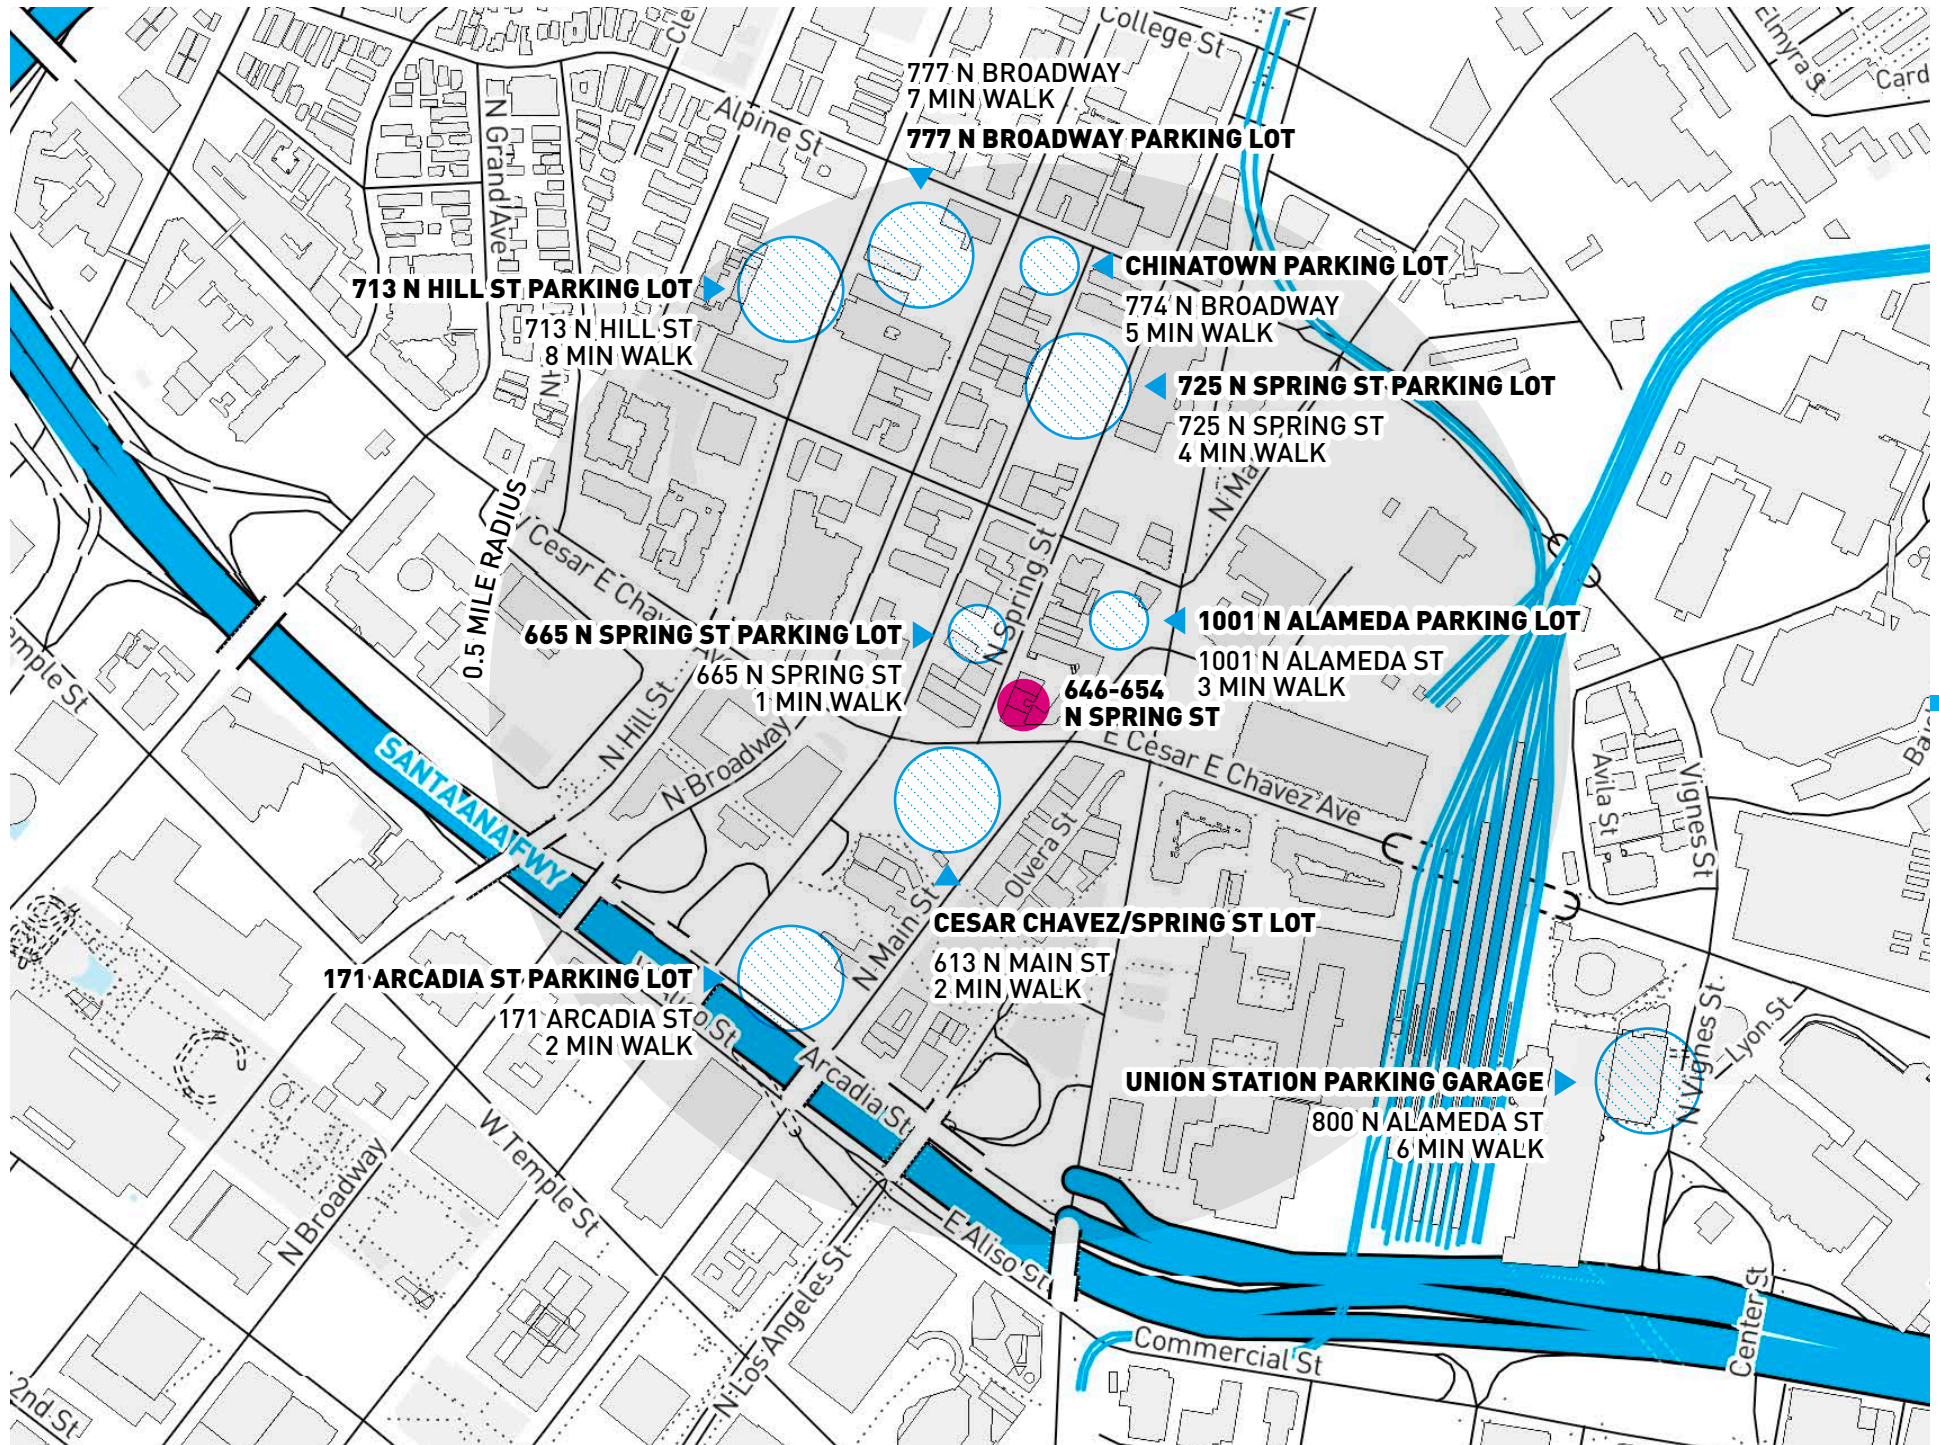 College St
Elmyra S
Card
Cle
777 N BROADWAY
7 MIN WALK
777 N BROADWAY PARKING LOT
Alpine St
N Grand Ave
CHINATOWN PARKING LOT
774 N BROADWAY
5 MIN WALK
713 N HILL ST PARKING LOT
713 N HILL ST
8 MIN WALK
725 N SPRING ST PARKING LOT
725 N SPRING ST
4 MIN WALK
N Ma
0.5 MILE RADIUS
N Spring St
665 N SPRING ST PARKING LOT
665 N SPRING ST
1 MIN WALK
1001 N ALAMEDA PARKING LOT
1001 N ALAMEDA ST
3 MIN WALK
646-654
N SPRING ST
emple St
N Hill St
N Broadway
E Cesar E Chavez Ave
SANTA ANA FWY
Avila St
Vignes St
Olvera St
N Main St
CESAR CHAVEZ/SPRING ST LOT
613 N MAIN ST
2 MIN WALK
171 ARCADIA ST PARKING LOT
171 ARCADIA ST
2 MIN WALK
Arcadia St
N Vignes St
Lyon St
UNION STATION PARKING GARAGE
800 N ALAMEDA ST
6 MIN WALK
W Temple St
N Broadway
E Aliso St
N Los Angeles St
Commercial St
Center St
2nd St